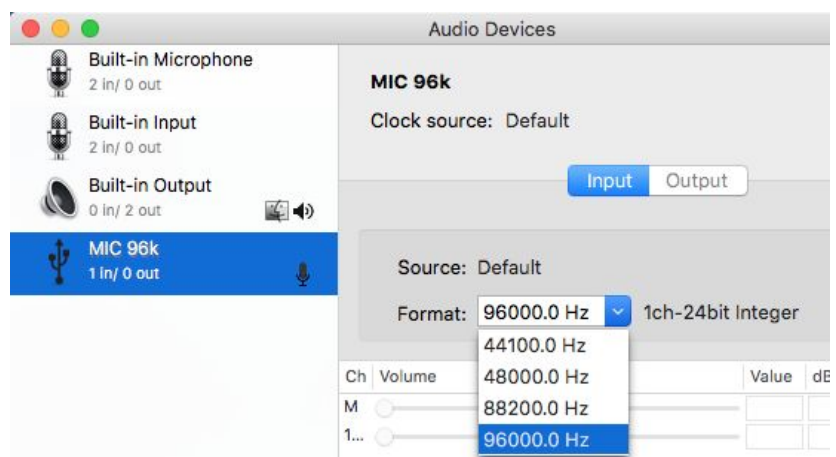 Audio Devices
Built-in Microphone
2 in/ 0 out
Built-in Input
2 in/ 0 out
Built-in Output
0 in/ 2 out
MIC 96k
1 in/ 0 out
MIC 96k
Clock source: Default
Input Output
Source: Default
Format: 96000.0 Hz 1ch-24bit Integer
44100.0 Hz
48000.0 Hz
88200.0 Hz
96000.0 Hz
Ch Volume Value dB
M
1...